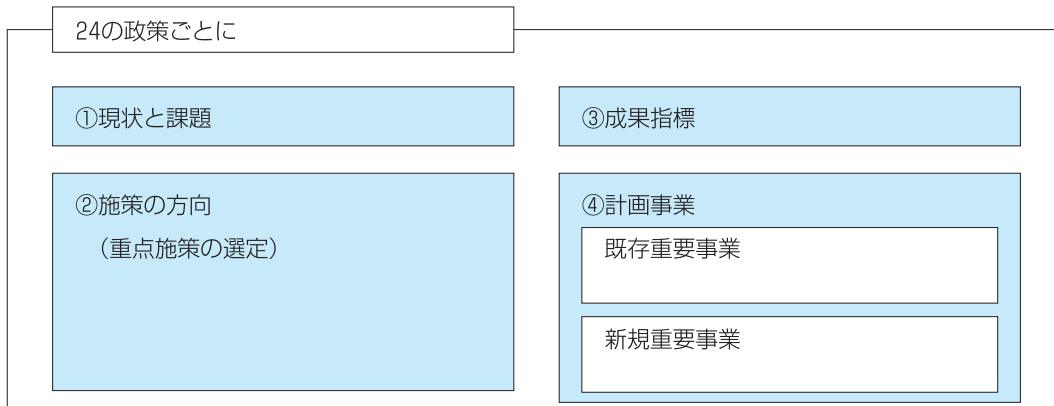 24の政策ごとに
①現状と課題
②施策の方向
（重点施策の選定）
③成果指標
④計画事業
既存重要事業
新規重要事業